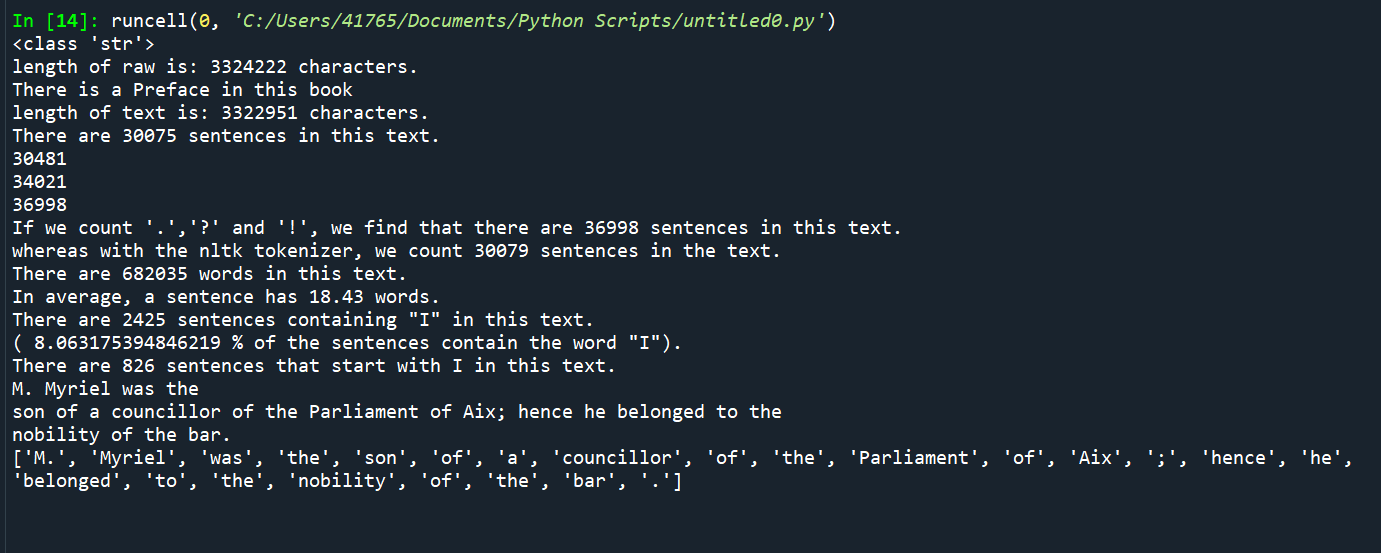 In [14]: runcell(0, 'C:/Users/41765/Documents/Python Scripts/untitled0.py')
<class 'str'>
length of raw is: 3324222 characters.
There is a Preface in this book
length of text is: 3322951 characters.
There are 30075 sentences in this text.
30481
34021
36998
If we count '.','?' and '!', we find that there are 36998 sentences in this text.
whereas with the nltk tokenizer, we count 30079 sentences in the text.
There are 682035 words in this text.
In average, a sentence has 18.43 words.
There are 2425 sentences containing "I" in this text.
( 8.063175394846219 % of the sentences contain the word "I").
There are 826 sentences that start with I in this text.
M. Myriel was the
son of a councillor of the Parliament of Aix; hence he belonged to the
nobility of the bar.
['M.', 'Myriel', 'was', 'the', 'son', 'of', 'a', 'councillor', 'of', 'the', 'Parliament', 'of', 'Aix', ';', 'hence', 'he',
'belonged', 'to', 'the', 'nobility', 'of', 'the', 'bar', '.']